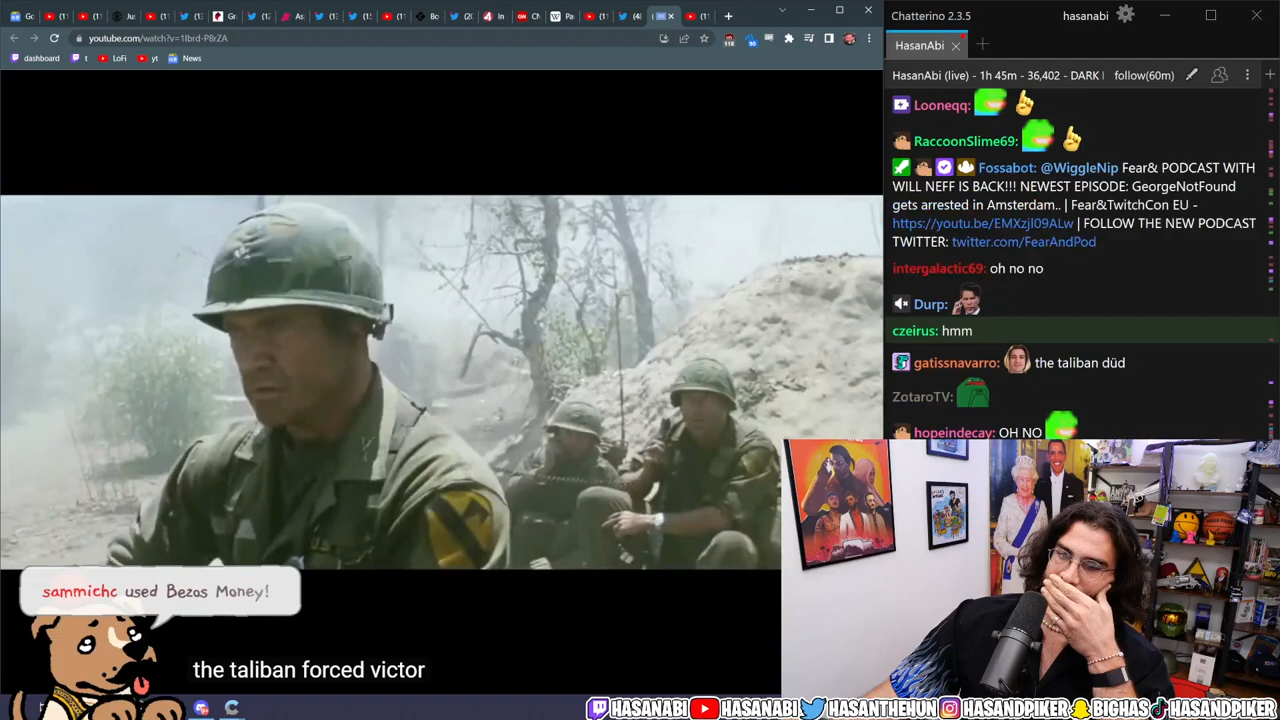 youtube.com/watch?v=1Ibrd-P8rZA
dashboard
t
LoFi
yt
News
Chatterino 2.3.5
hasanabi
HasanAbi
HasanAbi (live) - 1h 45m - 36,402 - DARK
follow(60m)
Looneqq:
RaccoonSlime69:
Fossabot: @WiggleNip Fear& PODCAST WITH
WILL NEFF IS BACK!!! NEWEST EPISODE: GeorgeNotFound
gets arrested in Amsterdam.. | Fear&TwitchCon EU -
https://youtu.be/EMXzjl09ALw | FOLLOW THE NEW PODCAST
TWITTER: twitter.com/FearAndPod
intergalactic69: oh no no
Durp:
czeirus: hmm
gatissnavarro: the taliban düd
ZotaroTV:
hopeindecay: OH NO
sammichc used Bezos Money!
the taliban forced victor
HASANABI HASANABI HASANTHEHUN HASANDPIKER BIGHAS HASANDPIKER